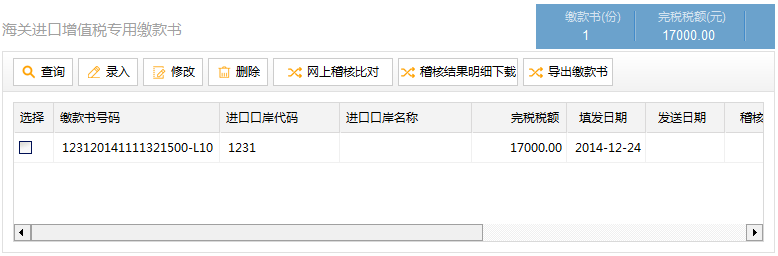 海关进口增值税专用缴款书
缴款书(份) 完税税额(元)
1 17000.00
查询 录入 修改 删除 网上稽核比对 稽核结果明细下载 导出缴款书
选择 缴款书号码 进口口岸代码 进口口岸名称 完税税额 填发日期 发送日期 稽核
123120141111321500-L10 1231 17000.00 2014-12-24